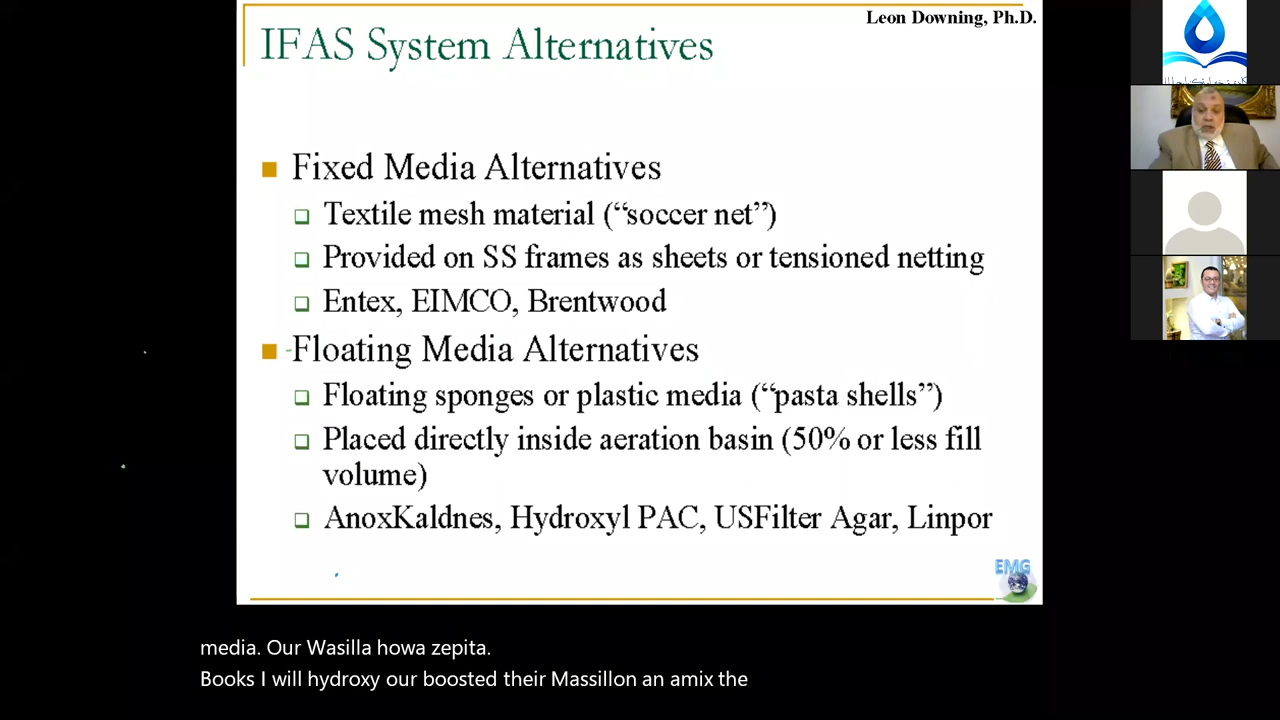 Leon Downing, Ph.D.
IFAS System Alternatives
Fixed Media Alternatives
Textile mesh material (“soccer net”)
Provided on SS frames as sheets or tensioned netting
Entex, EIMCO, Brentwood
Floating Media Alternatives
Floating sponges or plastic media (“pasta shells”)
Placed directly inside aeration basin (50% or less fill
volume)
AnoxKaldnes, Hydroxyl PAC, USFilter Agar, Linpor
EMG
media. Our Wasilla howa zepita.
Books I will hydroxy our boosted their Massillon an amix the